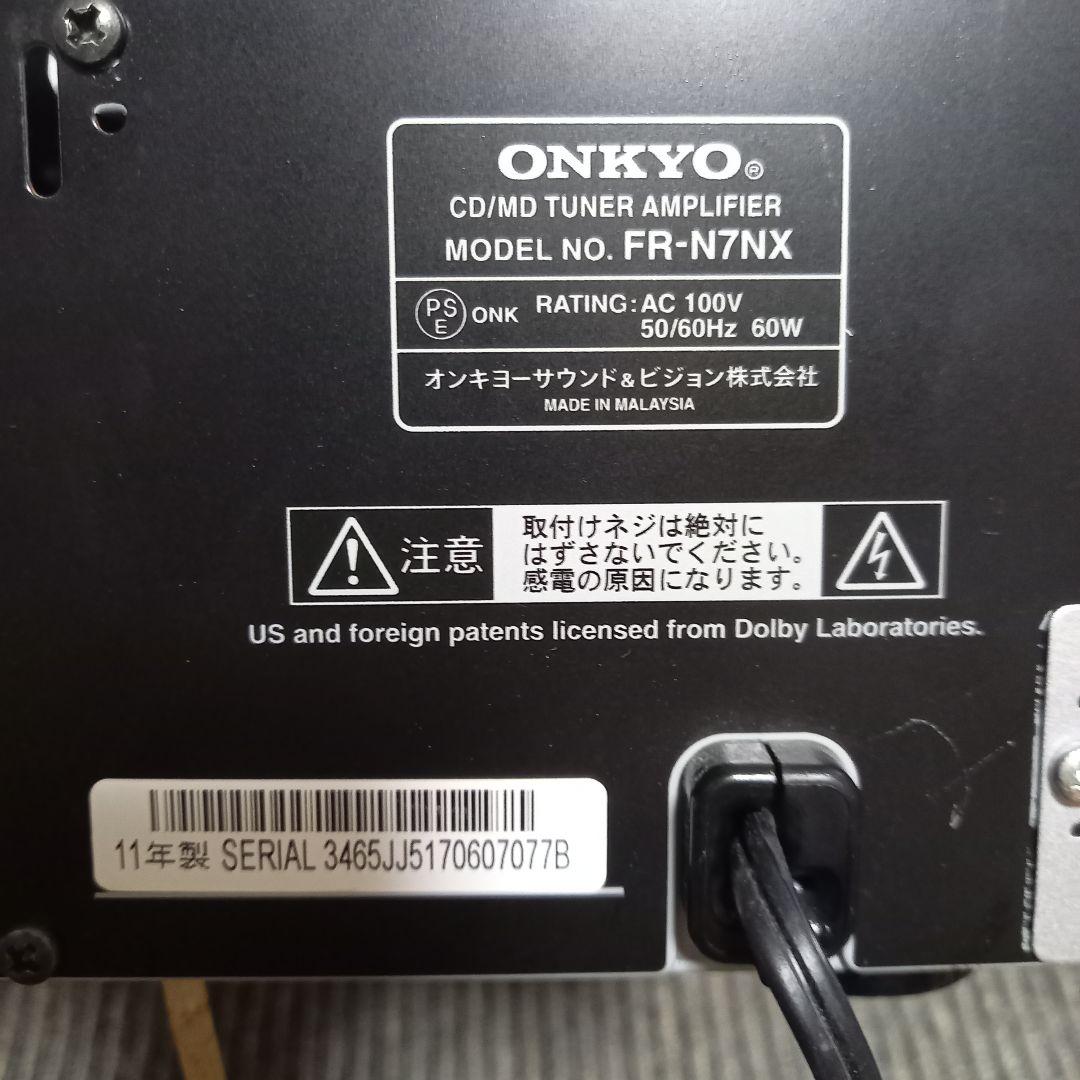 ONKYO®
CD/MD TUNER AMPLIFIER
MODEL NO. FR-N7NX
PS E ONK RATING: AC 100V
50/60Hz 60W
オンキヨーサウンド&ビジョン株式会社
MADE IN MALAYSIA
注意
取付けネジは絶対に
はずさないでください。
感電の原因になります。
US and foreign patents licensed from Dolby Laboratories.
11年製 SERIAL 3465JJ5170607077B